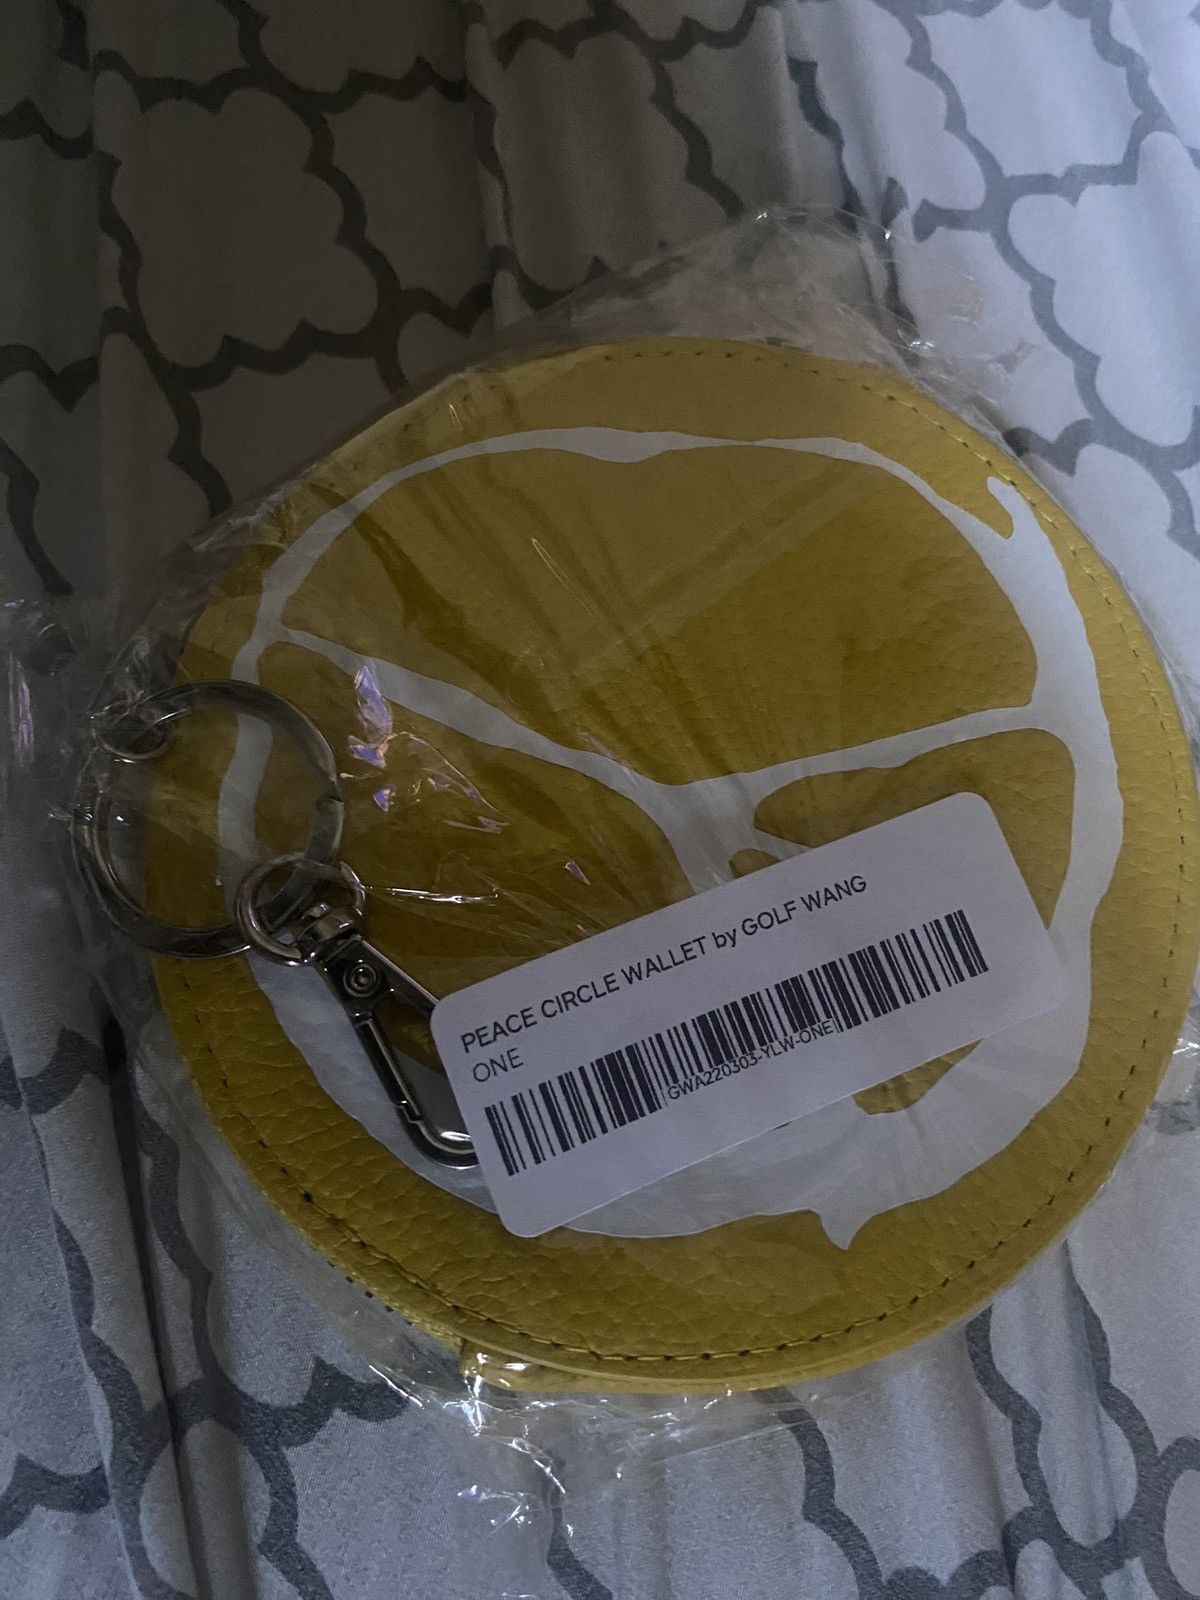 PEACE CIRCLE WALLET by GOLF WANG
ONE
GWA220303-YLW-ONE